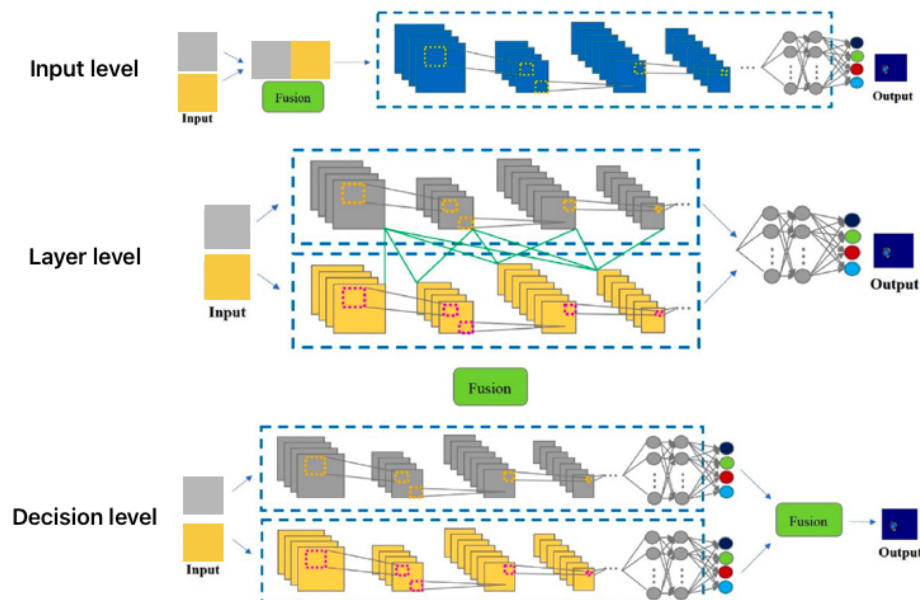 Input level
Input
Fusion
Output
Layer level
Input
Output
Fusion
Decision level
Input
Fusion
Output